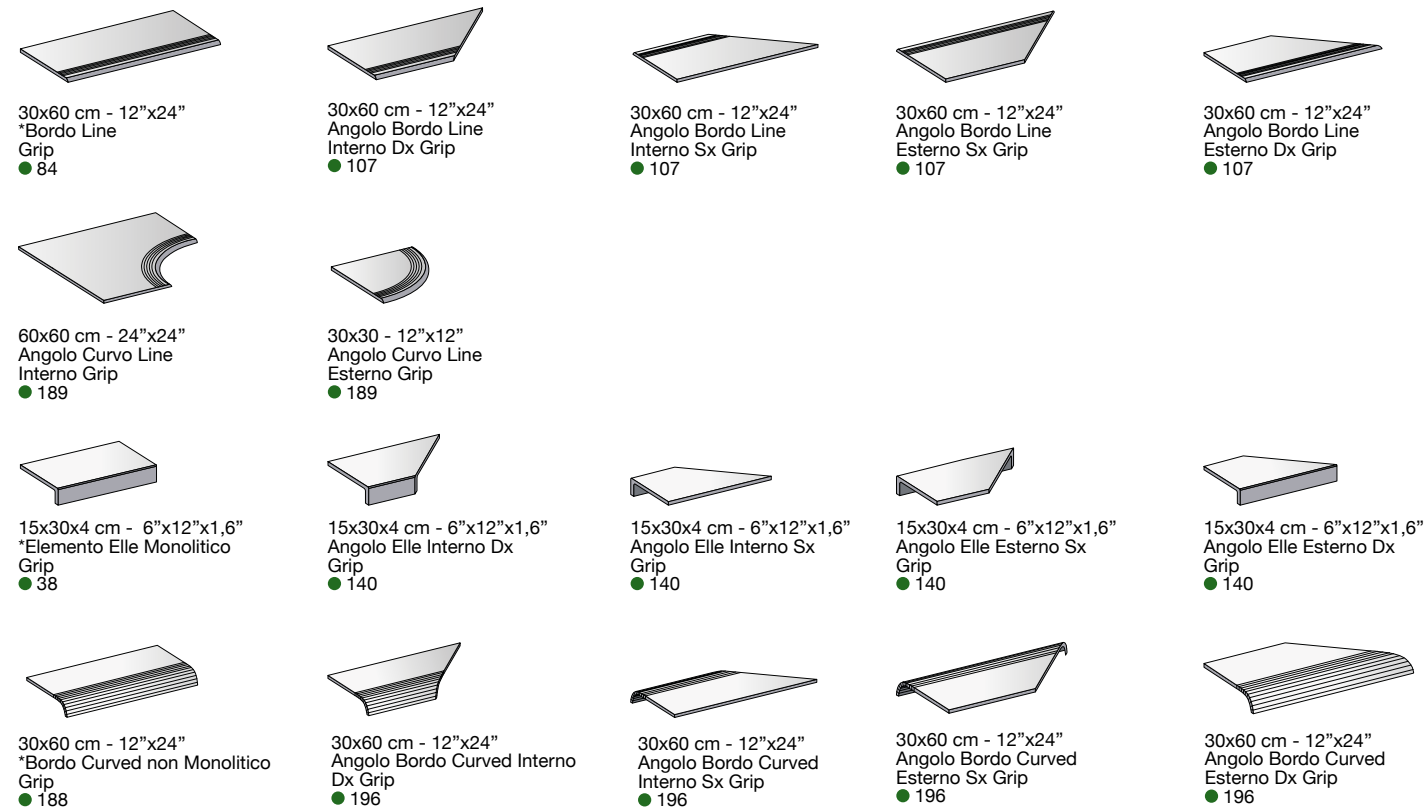 30x60 cm - 12”x24”
*Bordo Line
Grip
84
30x60 cm - 12”x24”
Angolo Bordo Line
Interno Dx Grip
107
30x60 cm - 12”x24”
Angolo Bordo Line
Interno Sx Grip
107
30x60 cm - 12”x24”
Angolo Bordo Line
Esterno Sx Grip
107
30x60 cm - 12”x24”
Angolo Bordo Line
Esterno Dx Grip
107
60x60 cm - 24”x24”
Angolo Curvo Line
Interno Grip
189
30x30 - 12”x12”
Angolo Curvo Line
Esterno Grip
189
15x30x4 cm - 6”x12”x1,6”
*Elemento Elle Monolitico
Grip
38
15x30x4 cm - 6”x12”x1,6”
Angolo Elle Interno Dx
Grip
140
15x30x4 cm - 6”x12”x1,6”
Angolo Elle Interno Sx
Grip
140
15x30x4 cm - 6”x12”x1,6”
Angolo Elle Esterno Sx
Grip
140
15x30x4 cm - 6”x12”x1,6”
Angolo Elle Esterno Dx
Grip
140
30x60 cm - 12”x24”
*Bordo Curved non Monolitico
Grip
188
30x60 cm - 12”x24”
Angolo Bordo Curved Interno
Dx Grip
196
30x60 cm - 12”x24”
Angolo Bordo Curved
Interno Sx Grip
196
30x60 cm - 12”x24”
Angolo Bordo Curved
Esterno Sx Grip
196
30x60 cm - 12”x24”
Angolo Bordo Curved
Esterno Dx Grip
196